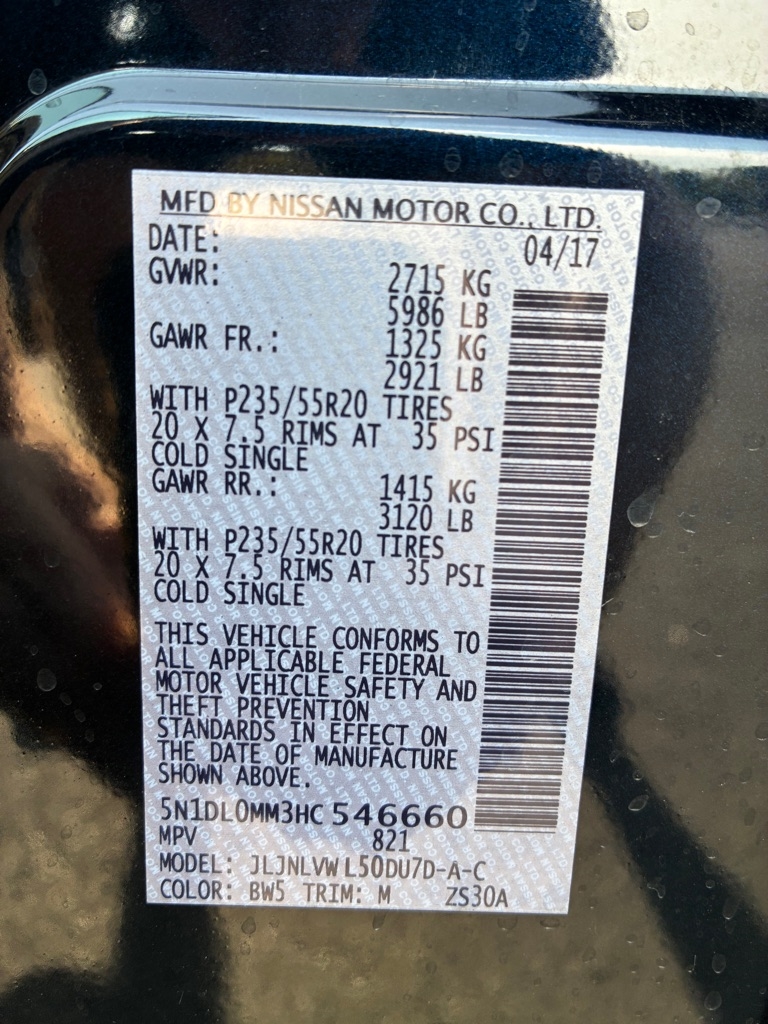 MFD BY NISSAN MOTOR CO., LTD.
DATE: 04/17
GVWR: 2715 KG
5986 LB
GAWR FR.: 1325 KG
2921 LB
WITH P235/55R20 TIRES
20 X 7.5 RIMS AT 35 PSI
COLD SINGLE
GAWR RR.: 1415 KG
3120 LB
WITH P235/55R20 TIRES
20 X 7.5 RIMS AT 35 PSI
COLD SINGLE
THIS VEHICLE CONFORMS TO
ALL APPLICABLE FEDERAL
MOTOR VEHICLE SAFETY AND
THEFT PREVENTION
STANDARDS IN EFFECT ON
THE DATE OF MANUFACTURE
SHOWN ABOVE.
5N1DL0MM3HC 546660
MPV 821
MODEL: JLJNLVW L50DU7D-A-C
COLOR: BW5 TRIM: M ZS30A